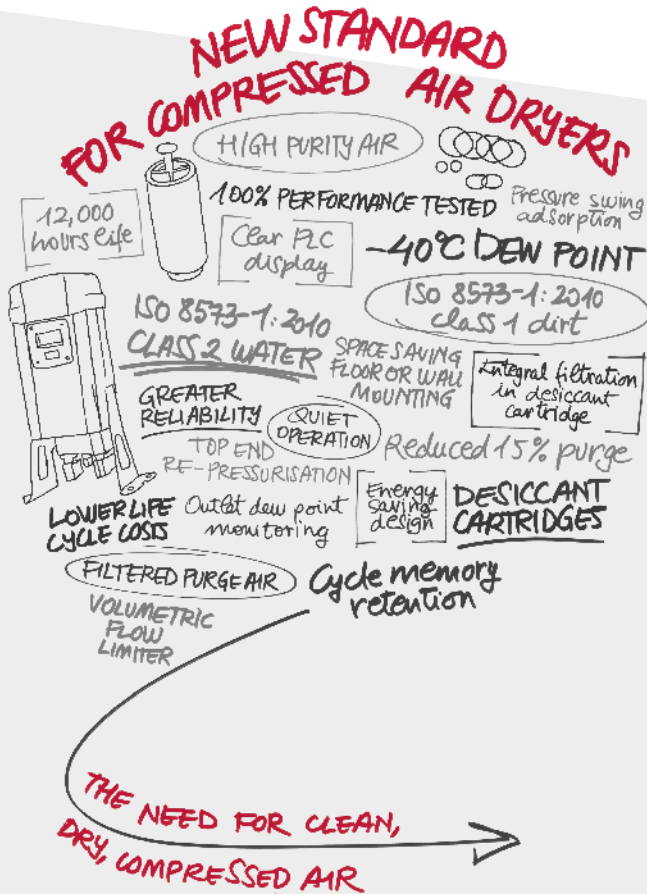 NEW STANDARD
FOR COMPRESSED AIR DRYERS
HIGH PURITY AIR
100% PERFORMANCE TESTED
Pressure swing
adsorption
12,000
hours life
Clear PLC
display
-40°C DEW POINT
ISO 8573-1:2010
CLASS 2 WATER
ISO 8573-1:2010
class 1 dirt
SPACE SAVING
FLOOR OR WALL
MOUNTING
Integral filtration
in desiccant
cartridge
GREATER
RELIABILITY
QUIET
OPERATION
TOP END
RE-PRESSURISATION
Reduced 15% purge
LOWER LIFE
CYCLE COSTS
Outlet dew point
monitoring
Energy
saving
design
DESICCANT
CARTRIDGES
FILTERED PURGE AIR
Cycle memory
retention
VOLUMETRIC
FLOW
LIMITER
THE NEED FOR CLEAN,
DRY, COMPRESSED AIR